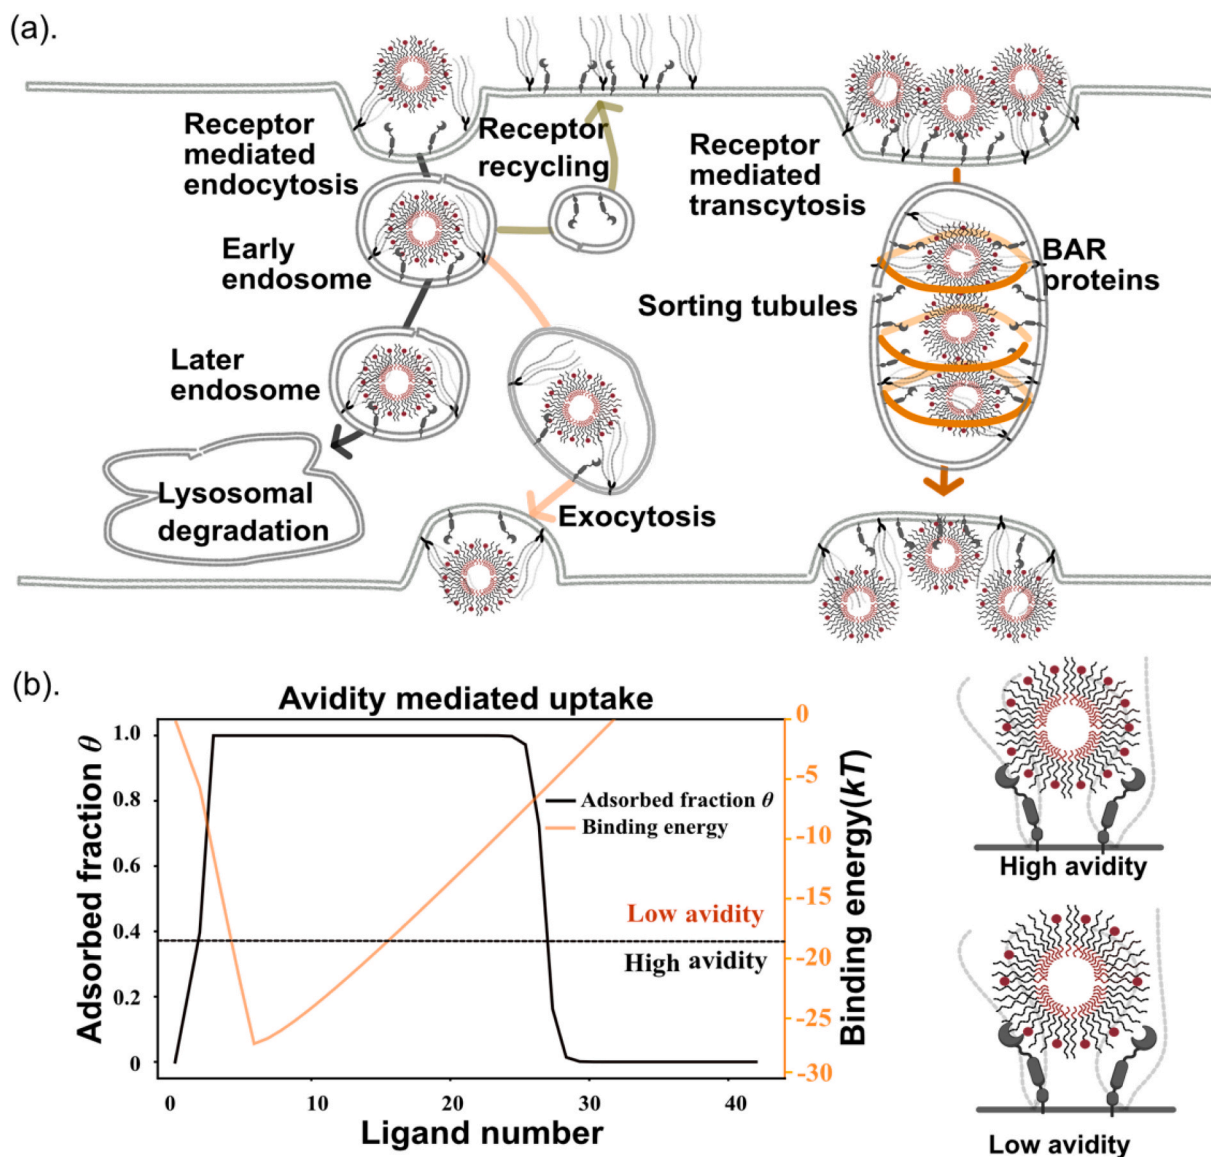 (a).
Receptor
mediated
endocytosis
Receptor
recycling
Receptor
mediated
transcytosis
Early
endosome
BAR
proteins
Sorting tubules
Later
endosome
Lysosomal
degradation
Exocytosis
(b).
Avidity mediated uptake
Adsorbed fraction θ
1.0
0.8
0.6
0.4
0.2
0
Adsorbed fraction θ
Binding energy
Low avidity
High avidity
0
-5
-10
-15
-20
-25
-30
Binding energy(kT)
0
10
20
30
40
Ligand number
High avidity
Low avidity